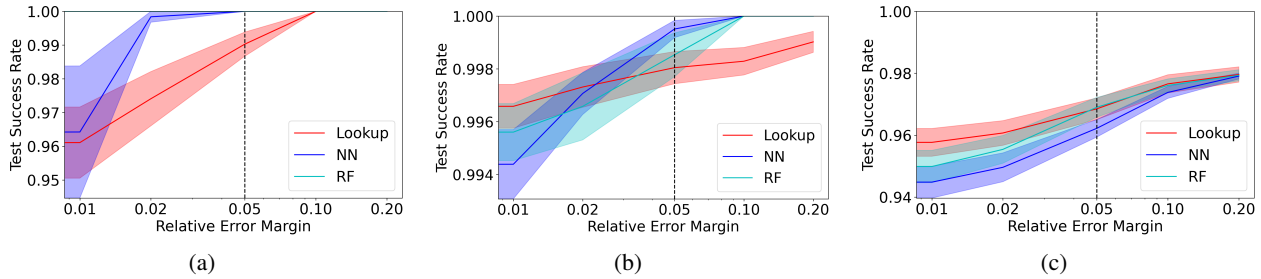 Test Success Rate
1.00
0.99
0.98
0.97
0.96
0.95
Lookup
NN
RF
0.01 0.02 0.05 0.10 0.20
Relative Error Margin
(a)
Test Success Rate
1.000
0.998
0.996
0.994
Lookup
NN
RF
0.01 0.02 0.05 0.10 0.20
Relative Error Margin
(b)
Test Success Rate
1.00
0.98
0.96
0.94
Lookup
NN
RF
0.01 0.02 0.05 0.10 0.20
Relative Error Margin
(c)